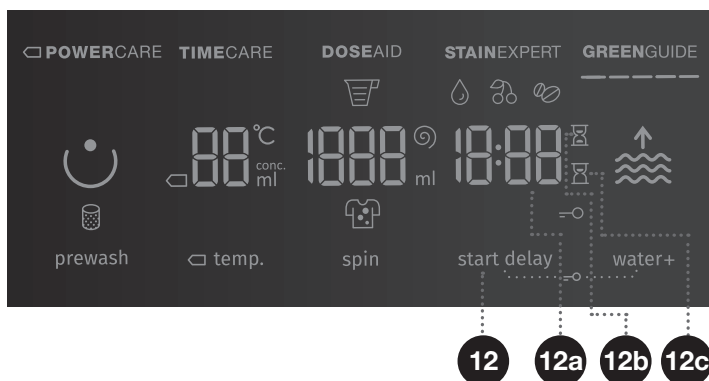 POWERCARE TIMECARE DOSEAID STAINEXPERT GREENGUIDE
88 °C conc. ml 1888 ml 18:88
prewash temp. spin start delay water+
12 12a 12b 12c